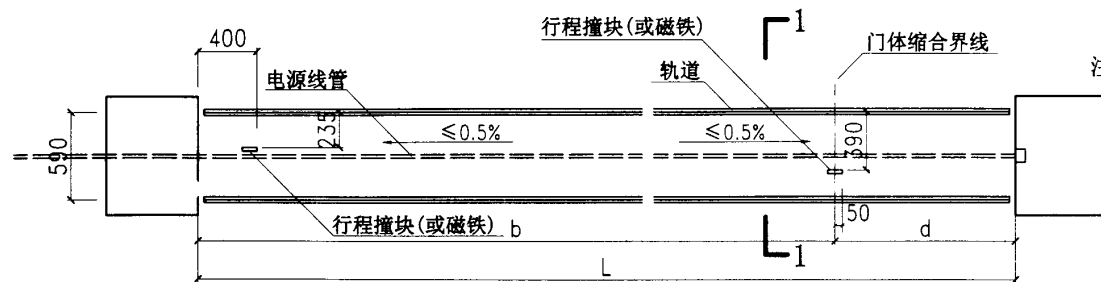 1
行程撞块(或磁铁)
门体缩合界线
400
注
电源线管
轨道
590
235
≤0.5%
≤0.5%
390
行程撞块(或磁铁)
b
50
d
1
L